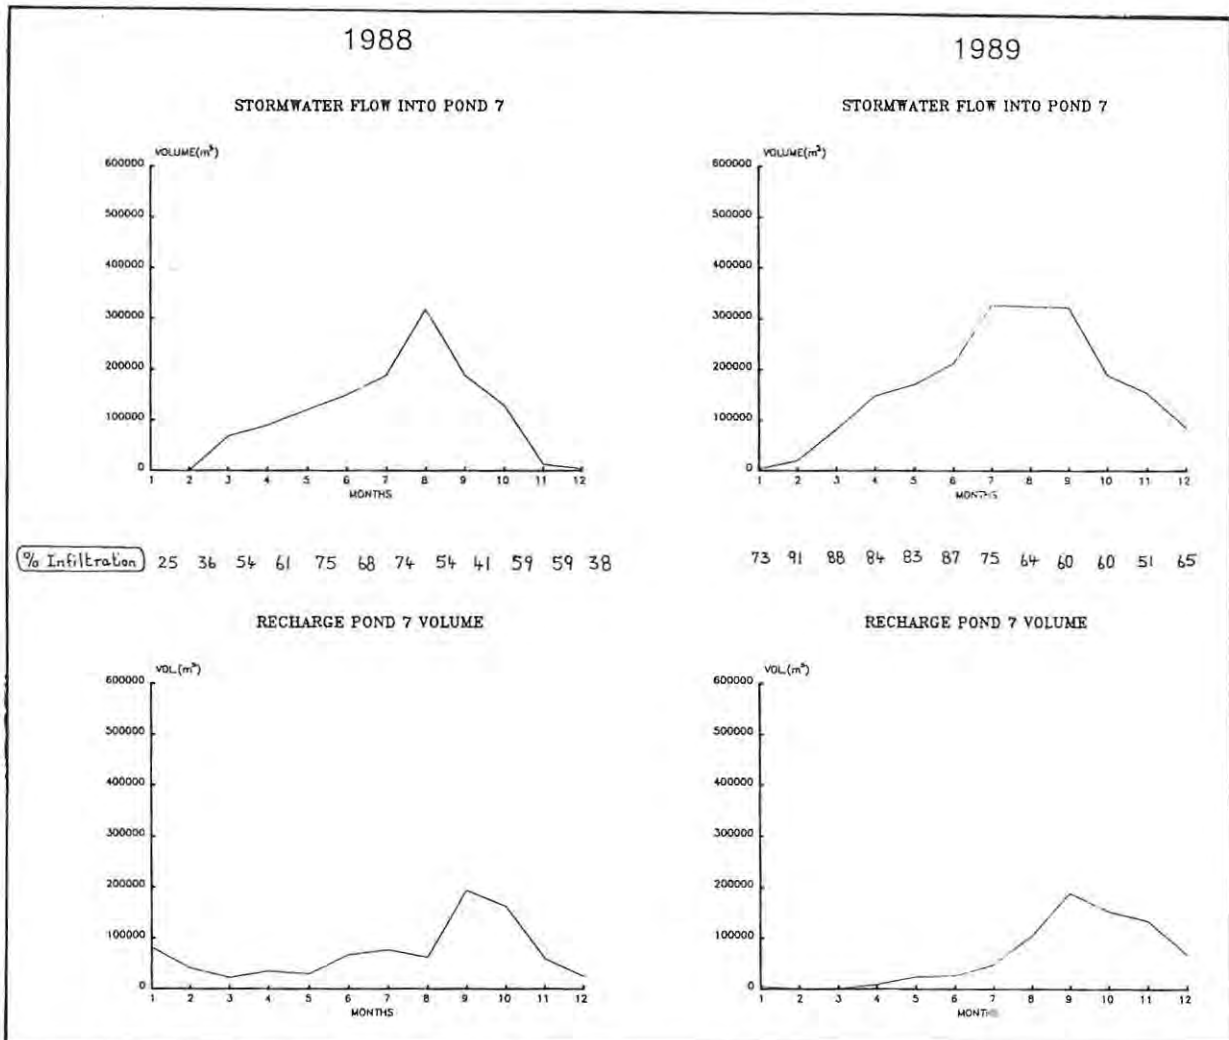 1988
1989
STORMWATER FLOW INTO POND 7
STORMWATER FLOW INTO POND 7
VOLUME(m³)
600000
500000
400000
300000
200000
100000
0
1 2 3 4 5 6 7 8 9 10 11 12
MONTHS
VOLUME(m³)
600000
500000
400000
300000
200000
100000
0
1 2 3 4 5 6 7 8 9 10 11 12
MONTHS
% Infiltration 25 36 54 61 75 68 74 54 41 59 59 38
73 91 88 84 83 87 75 64 60 60 51 65
RECHARGE POND 7 VOLUME
RECHARGE POND 7 VOLUME
VOL.(m³)
600000
500000
400000
300000
200000
100000
0
1 2 3 4 5 6 7 8 9 10 11 12
MONTHS
VOL.(m³)
600000
500000
400000
300000
200000
100000
0
1 2 3 4 5 6 7 8 9 10 11 12
MONTHS